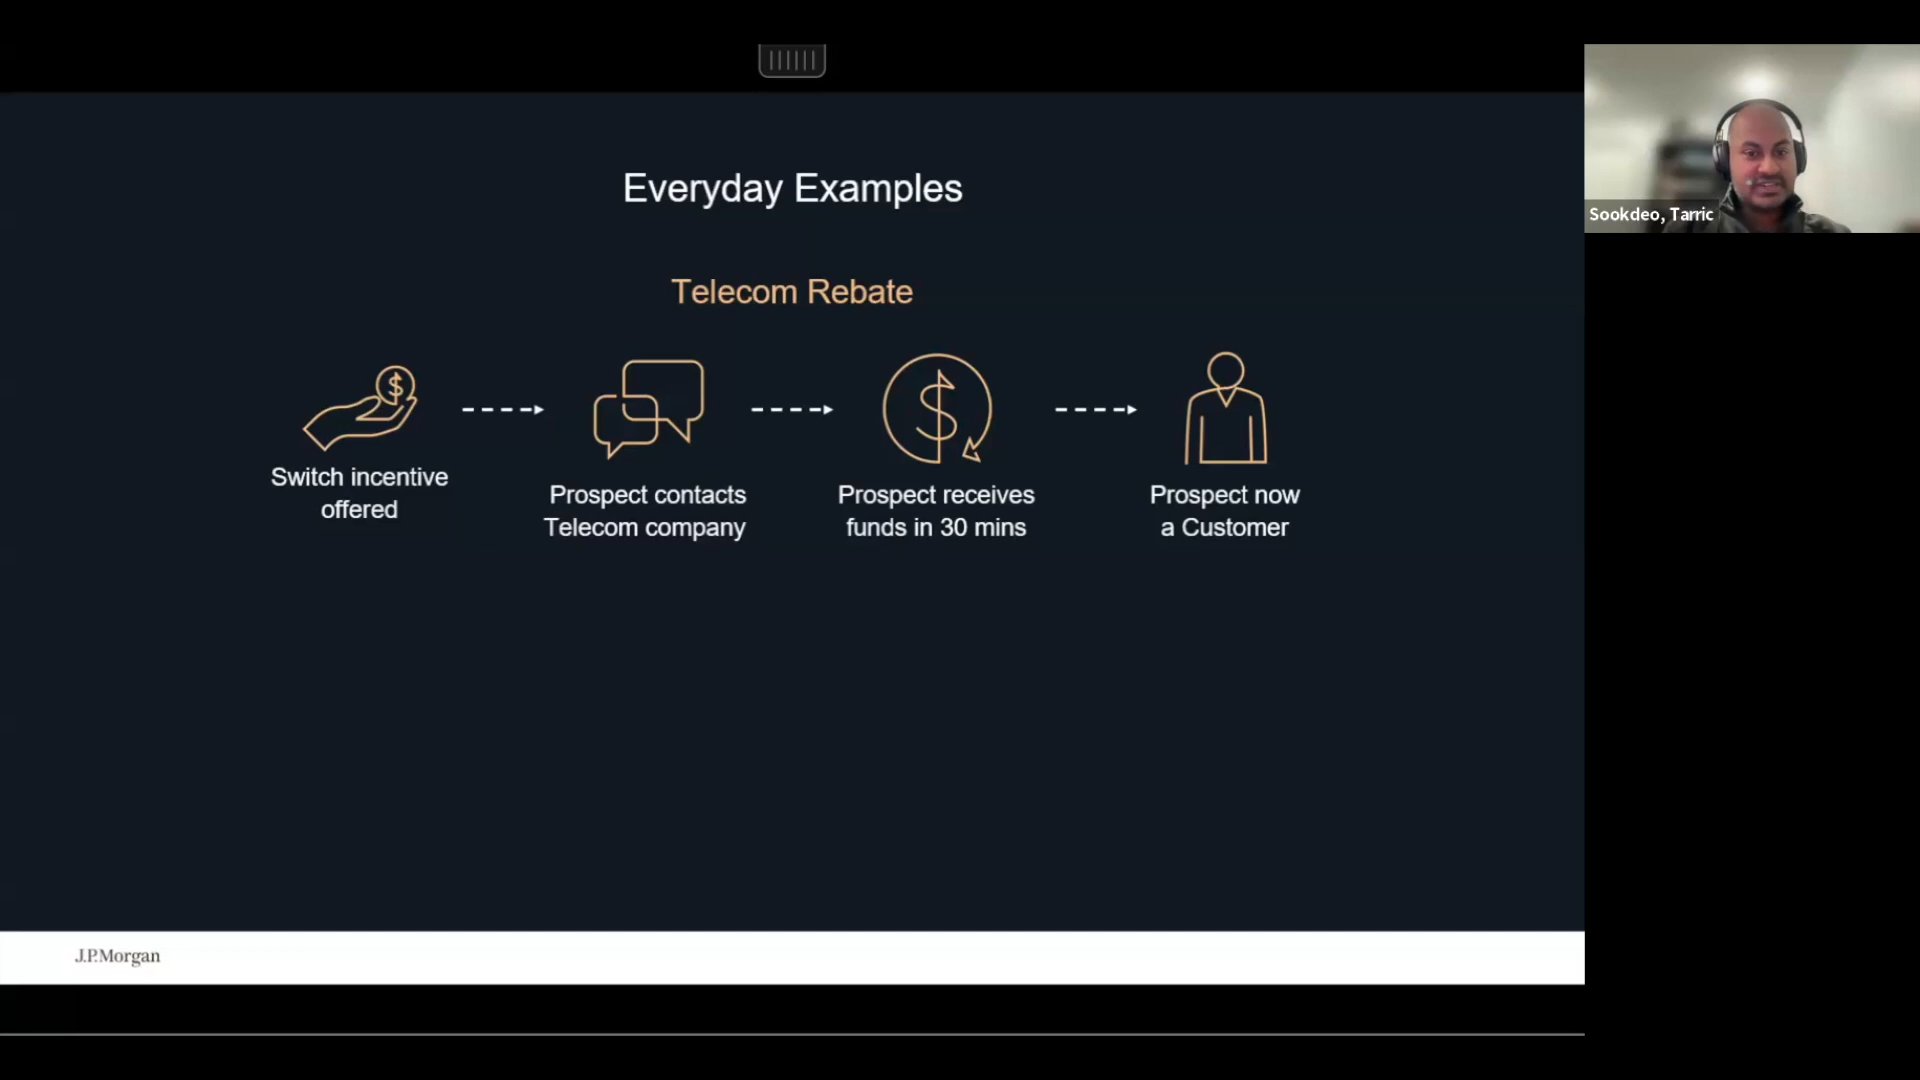 Everyday Examples
Telecom Rebate
Switch incentive
offered
Prospect contacts
Telecom company
Prospect receives
funds in 30 mins
Prospect now
a Customer
Sookdeo, Tarric
J.P.Morgan